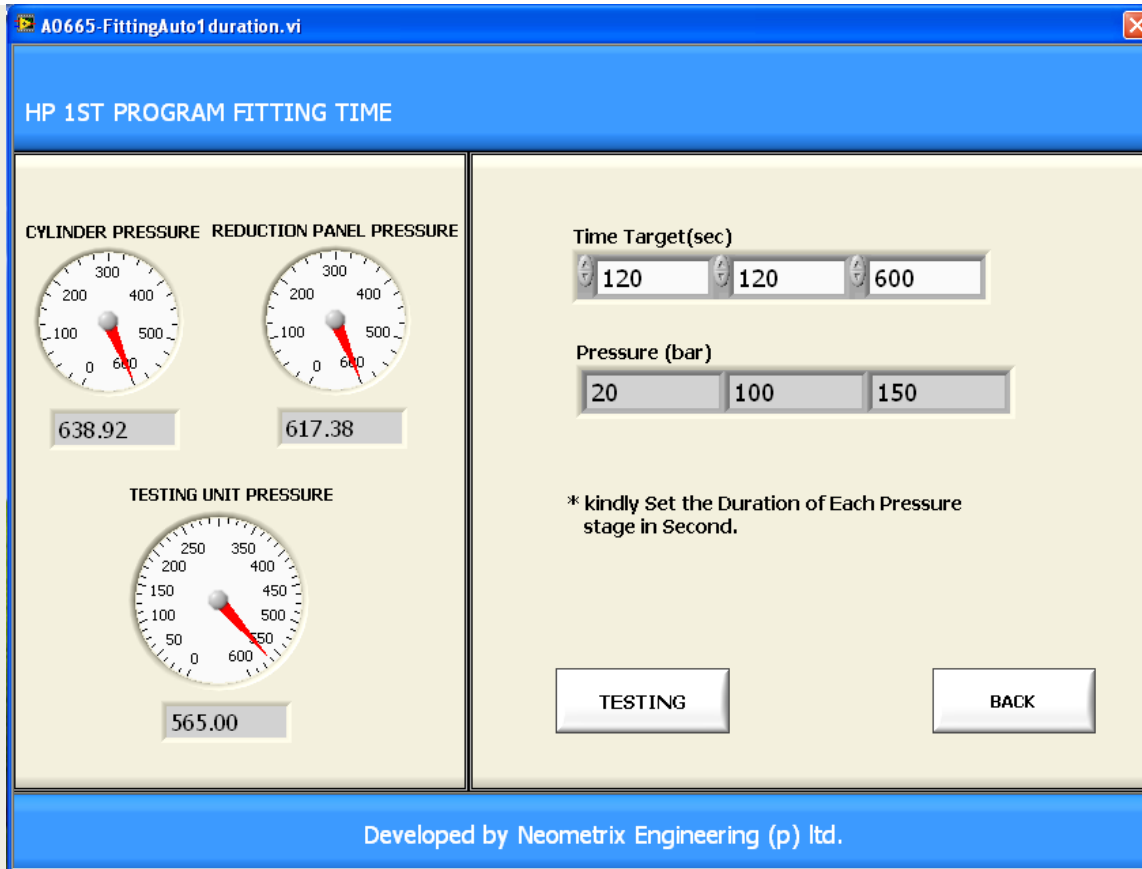 A0665-FittingAuto1duration.vi
HP 1ST PROGRAM FITTING TIME
CYLINDER PRESSURE REDUCTION PANEL PRESSURE
0 100 200 300 400 500 600
0 100 200 300 400 500 600
638.92 617.38
TESTING UNIT PRESSURE
0 50 100 150 200 250 350 400 450 500 550 600
565.00
Time Target(sec)
120 120 600
Pressure (bar)
20 100 150
* kindly Set the Duration of Each Pressure
stage in Second.
TESTING BACK
Developed by Neometrix Engineering (p) ltd.